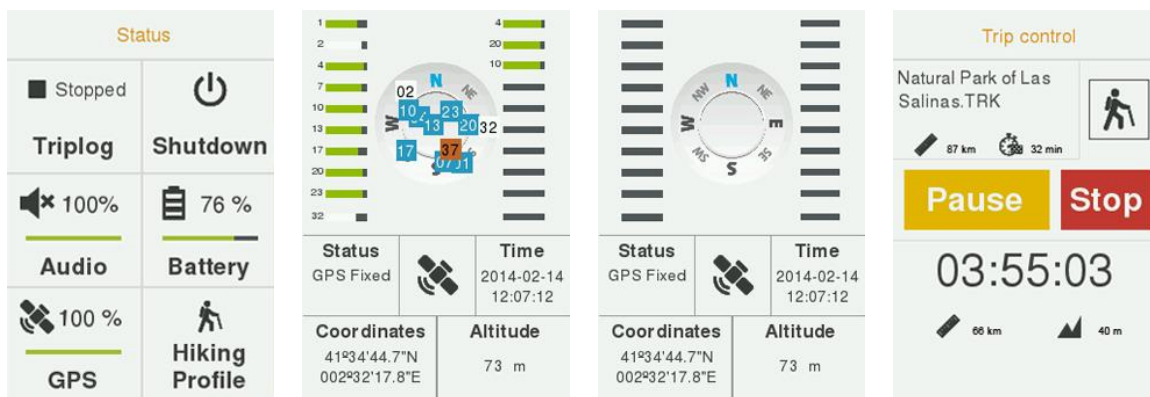 Status
Stopped
Triplog
Shutdown
100%
76 %
Audio
Battery
100 %
GPS
Hiking
Profile
1
2
4
7
10
13
17
20
23
32
4
20
10
N
NE
W
S
02
10
13
23
20
32
17
37
07
01
Status
GPS Fixed
Time
2014-02-14
12:07:12
Coordinates
41º34'44.7"N
002º32'17.8"E
Altitude
73 m
N
NW
NE
W
E
SW
SE
S
Status
GPS Fixed
Time
2014-02-14
12:07:12
Coordinates
41º34'44.7"N
002º32'17.8"E
Altitude
73 m
Trip control
Natural Park of Las
Salinas.TRK
87 km
32 min
Pause
Stop
03:55:03
66 km
40 m